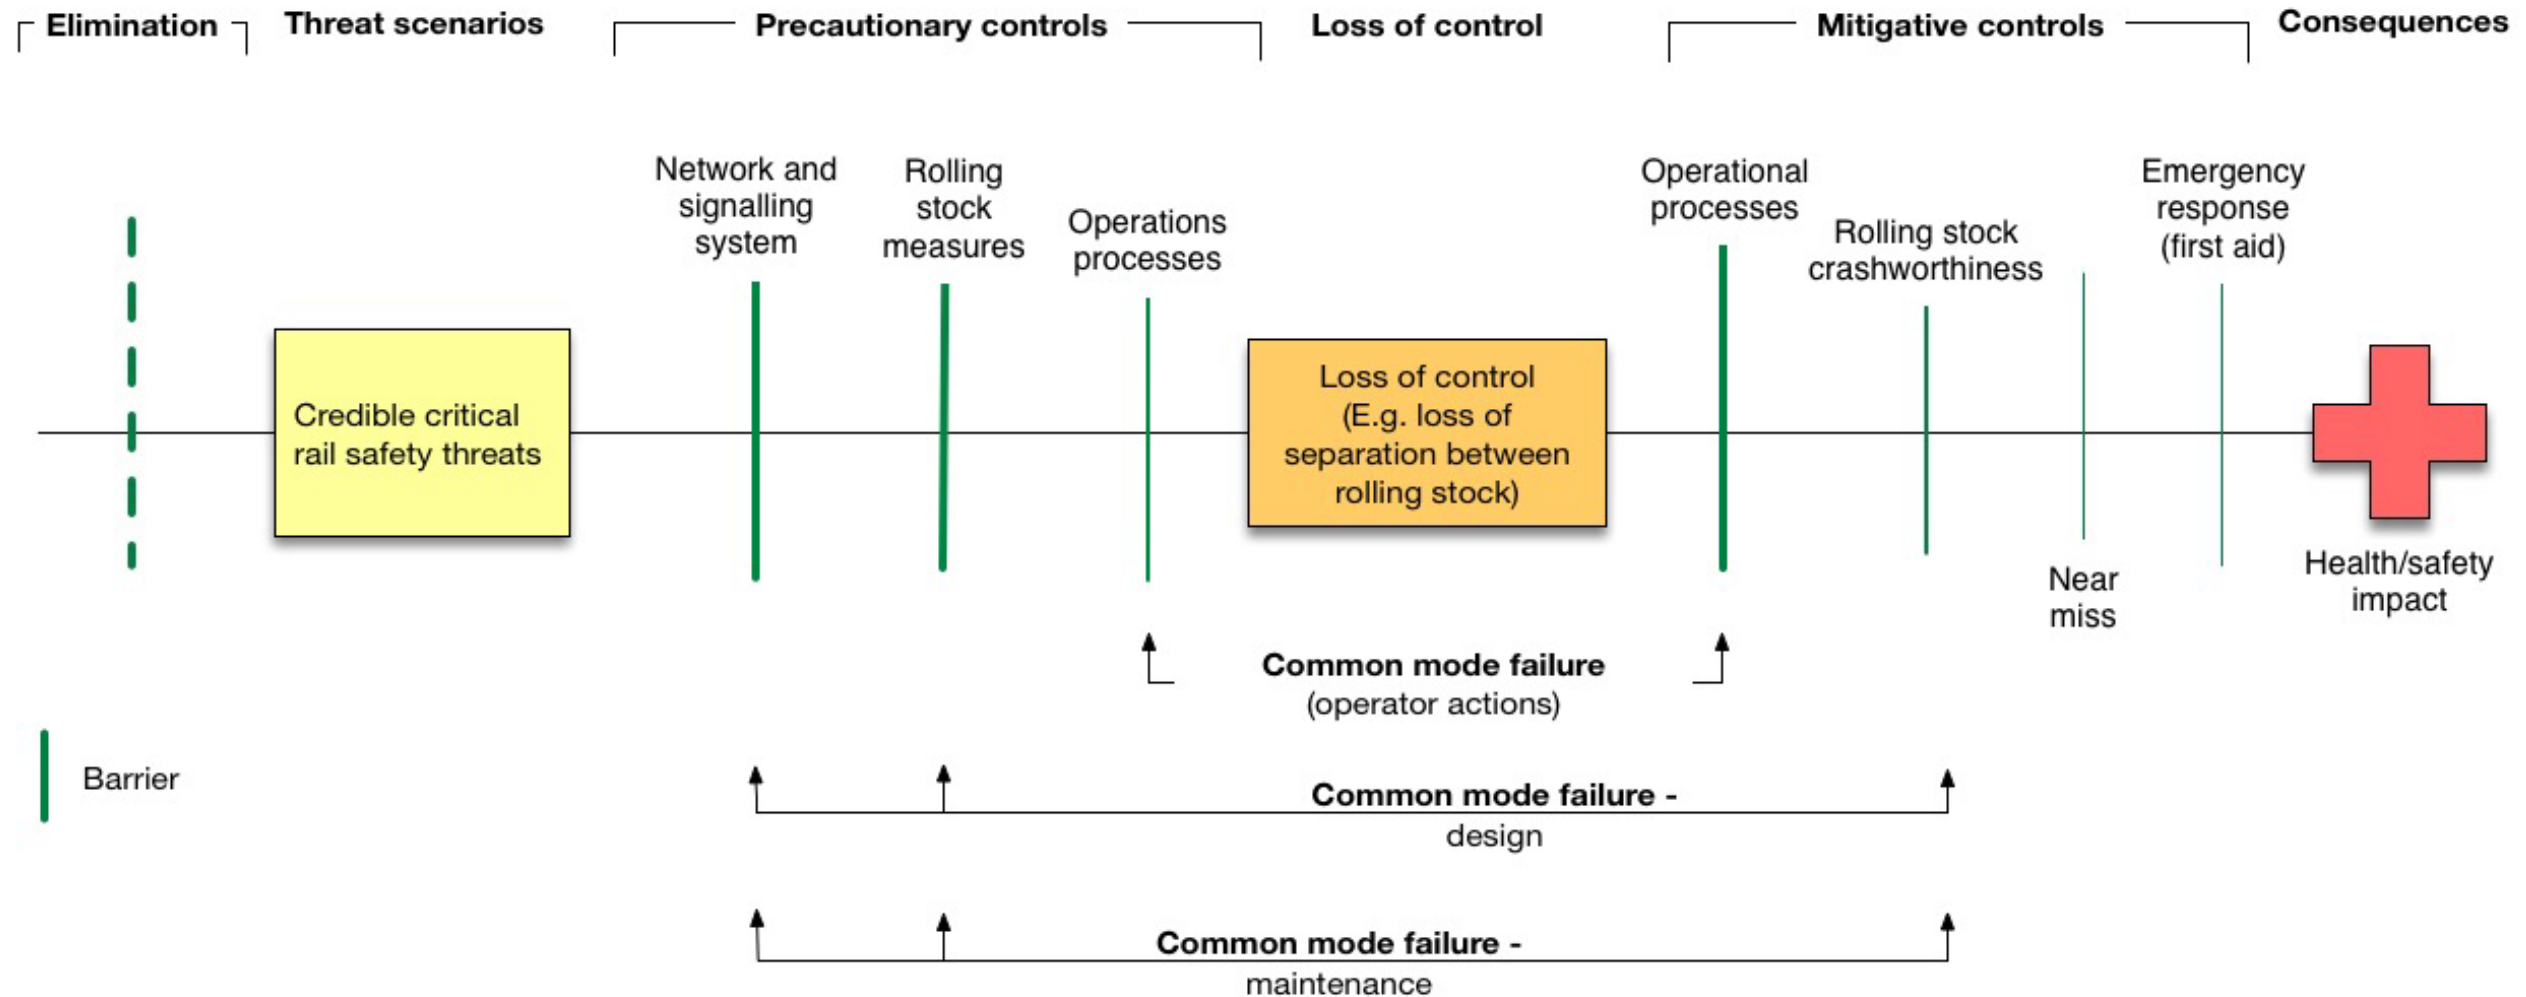 Elimination
Threat scenarios
Precautionary controls
Loss of control
Mitigative controls
Consequences
Network and
signalling
system
Rolling
stock
measures
Operations
processes
Operational
processes
Rolling stock
crashworthiness
Emergency
response
(first aid)
Credible critical
rail safety threats
Loss of control
(E.g. loss of
separation between
rolling stock)
Near
miss
Health/safety
impact
Common mode failure
(operator actions)
Barrier
Common mode failure -
design
Common mode failure -
maintenance